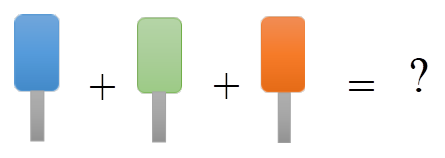 + + = ?